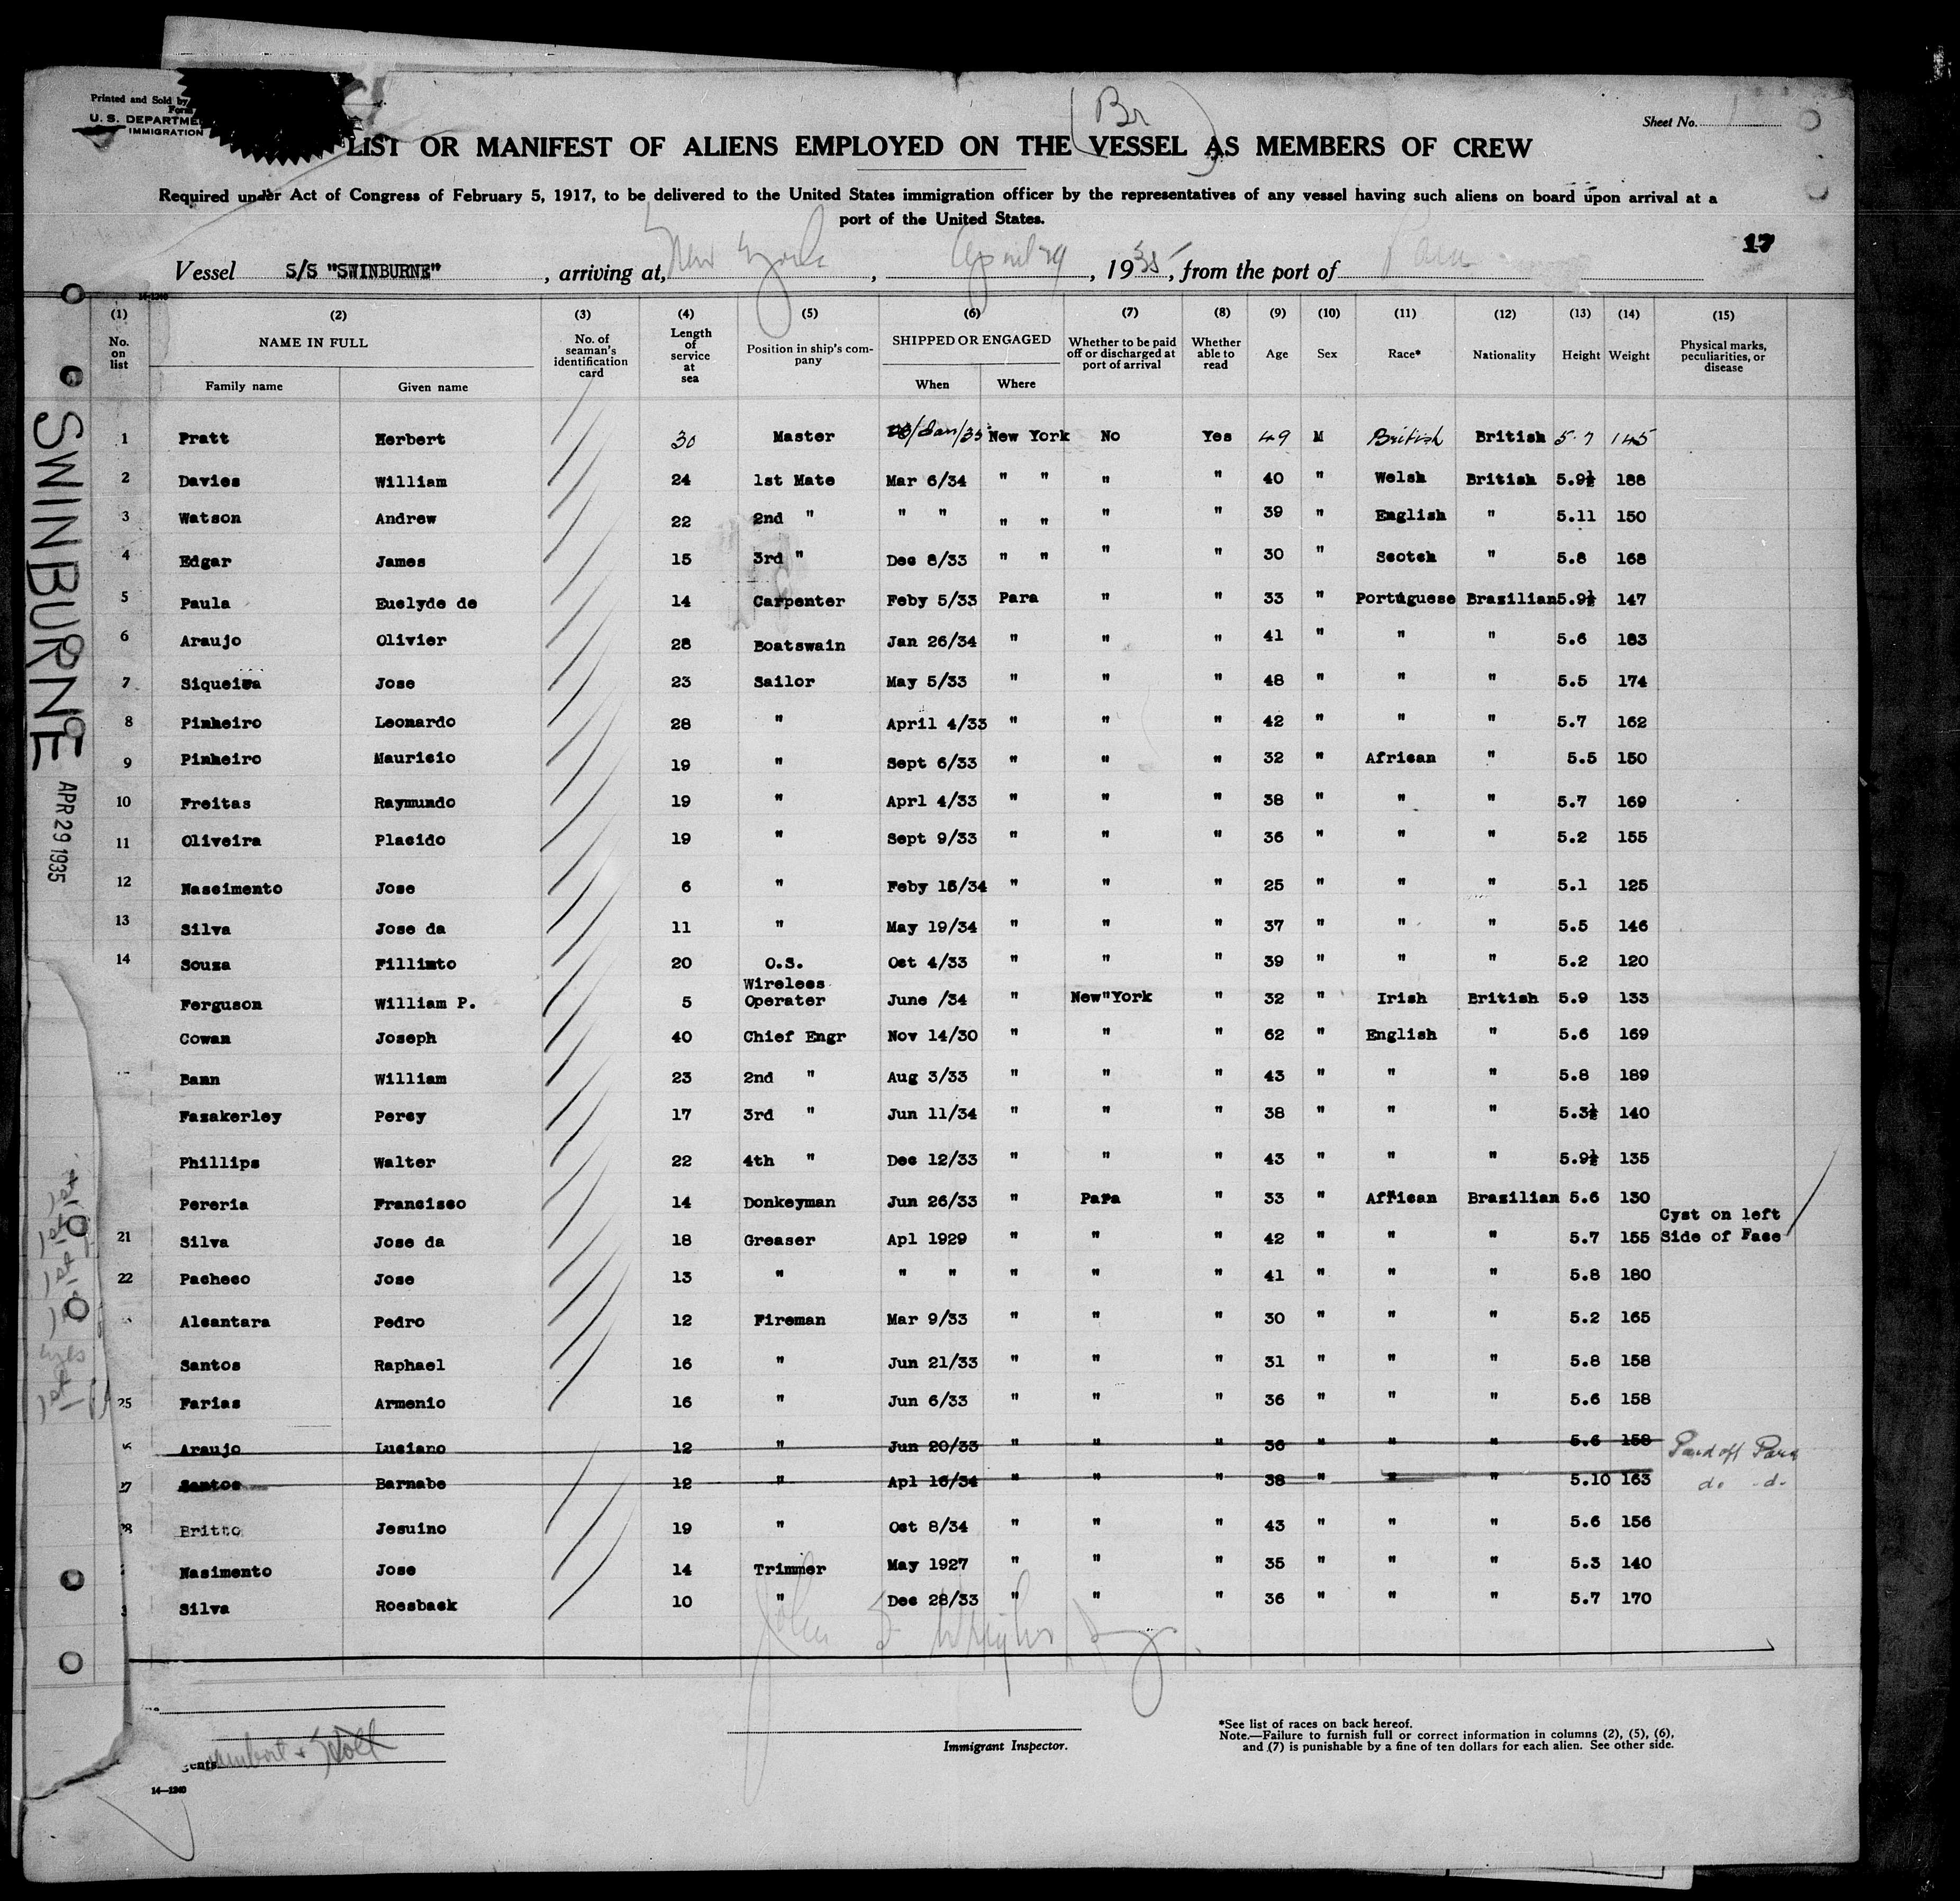 Printed and Sold by
Form
U. S. DEPARTME
IMMIGRATION
(Br)
Sheet No. 1
LIST OR MANIFEST OF ALIENS EMPLOYED ON THE VESSEL AS MEMBERS OF CREW
Required under Act of Congress of February 5, 1917, to be delivered to the United States immigration officer by the representatives of any vessel having such aliens on board upon arrival at a
port of the United States.
17
Vessel S/S "SWINBURNE", arriving at, New York, April 29, 1935, from the port of Para
14-1240
(1) (2) (3) (4) (5) (6) (7) (8) (9) (10) (11) (12) (13) (14) (15)
No. on list NAME IN FULL Family name Given name No. of seaman's identification card Length of service at sea Position in ship's company SHIPPED OR ENGAGED When Where Whether to be paid off or discharged at port of arrival Whether able to read Age Sex Race* Nationality Height Weight Physical marks, peculiarities, or disease
1 Pratt Herbert 30 Master /Jan/35 New York No Yes 49 M British British 5.7 145
2 Davies William 24 1st Mate Mar 6/34 " " " " 40 " Welsh British 5.9½ 188
3 Watson Andrew 22 2nd " " " " " " " 39 " English " 5.11 150
4 Edgar James 15 3rd " Dec 8/33 " " " " 30 " Scotch " 5.8 168
5 Paula Euclyde de 14 Carpenter Feby 5/33 Para " " 33 " Portuguese Brazilian 5.9½ 147
6 Araujo Olivier 28 Boatswain Jan 26/34 " " " 41 " " " 5.6 183
7 Siqueira Jose 23 Sailor May 5/33 " " " 48 " " " 5.5 174
8 Pinheiro Leonardo 28 " April 4/33 " " " 42 " " " 5.7 162
9 Pinheiro Mauricio 19 " Sept 6/33 " " " 32 " African " 5.5 150
10 Freitas Raymundo 19 " Aprl 4/33 " " " 38 " " " 5.7 169
11 Oliveira Placido 19 " Sept 9/33 " " " 36 " " " 5.2 155
12 Nascimento Jose 6 " Feby 16/34 " " " 25 " " " 5.1 125
13 Silva Jose da 11 " May 19/34 " " " 37 " " " 5.5 146
14 Souza Fillinto 20 O.S. Oct 4/33 " " " 39 " " " 5.2 120
Ferguson William P. 5 Wireless Operater June /34 " New"York " 32 " Irish British 5.9 133
Cowan Joseph 40 Chief Engr Nov 14/30 " " " 62 " English " 5.6 169
Bann William 23 2nd " Aug 3/33 " " " 43 " " " 5.8 189
Fazakerley Percy 17 3rd " Jun 11/34 " " " 38 " " " 5.3½ 140
Phillips Walter 22 4th " Dec 12/33 " " " 43 " " " 5.9½ 135
Pereria Francisco 14 Donkeyman Jun 26/33 " Para " 33 " African Brazilian 5.6 130
21 Silva Jose da 18 Greaser Apl 1929 " " " 42 " " " 5.7 155 Cyst on left Side of Face
22 Pacheco Jose 13 " " " " " " 41 " " " 5.8 180
Alcantara Pedro 12 Fireman Mar 9/33 " " " 30 " " " 5.2 165
Santos Raphael 16 " Jun 21/33 " " " 31 " " " 5.8 158
25 Farias Armenio 16 " Jun 6/33 " " " 36 " " " 5.6 158
Araujo Luciano 12 " Jun 20/33 " " " 36 " " " 5.6 158 Paid off Para
27 Santos Barnabe 12 " Apl 16/34 " " " 38 " " " 5.10 163 do - d.
28 Britto Jesuino 19 " Oct 8/34 " " " 43 " " " 5.6 156
Nasimento Jose 14 Trimmer May 1927 " " " 35 " " " 5.3 140
Silva Roesback 10 " Dec 28/33 " " " 36 " " " 5.7 170
SWINBURNE
APR 29 1935
John
Immigrant Inspector.
*See list of races on back hereof.
Note.—Failure to furnish full or correct information in columns (2), (5), (6),
and (7) is punishable by a fine of ten dollars for each alien. See other side.
gents & Holt
14—1240